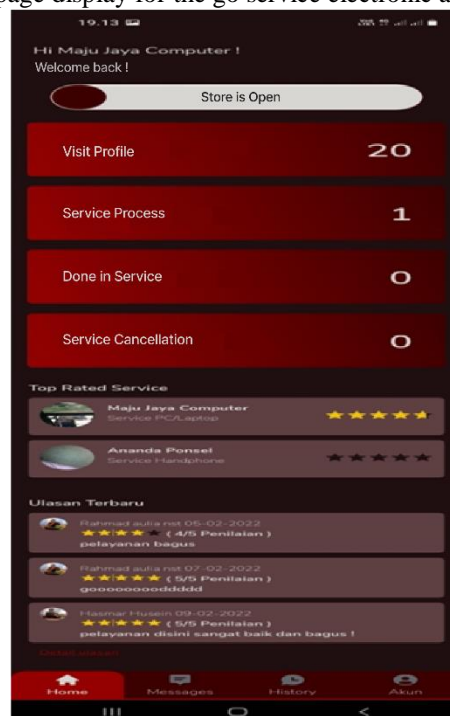 page display for the go service electronic a
19.13
Hi Maju Jaya Computer !
Welcome back !
Store is Open
Visit Profile 20
Service Process 1
Done in Service 0
Service Cancellation 0
Top Rated Service
Maju Jaya Computer
Service PC/Laptop
Ananda Ponsel
Service Handphone
Ulasan Terbaru
Rahmad aulia nst 05-02-2022
( 4/5 Penilaian )
pelayanan bagus
Rahmad aulia nst 07-02-2022
( 5/5 Penilaian )
gooooooooddddd
Hasmar Husein 09-02-2022
( 5/5 Penilaian )
pelayanan disini sangat baik dan bagus !
Detail ulasan
Home Messages History Akun